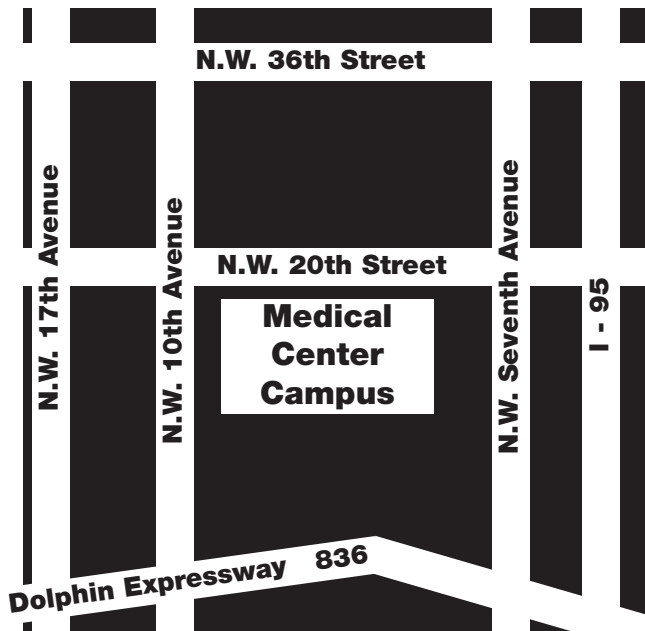 N.W. 36th Street
N.W. 17th Avenue
N.W. 10th Avenue
N.W. 20th Street
N.W. Seventh Avenue
I - 95
Medical
Center
Campus
Dolphin Expressway 836